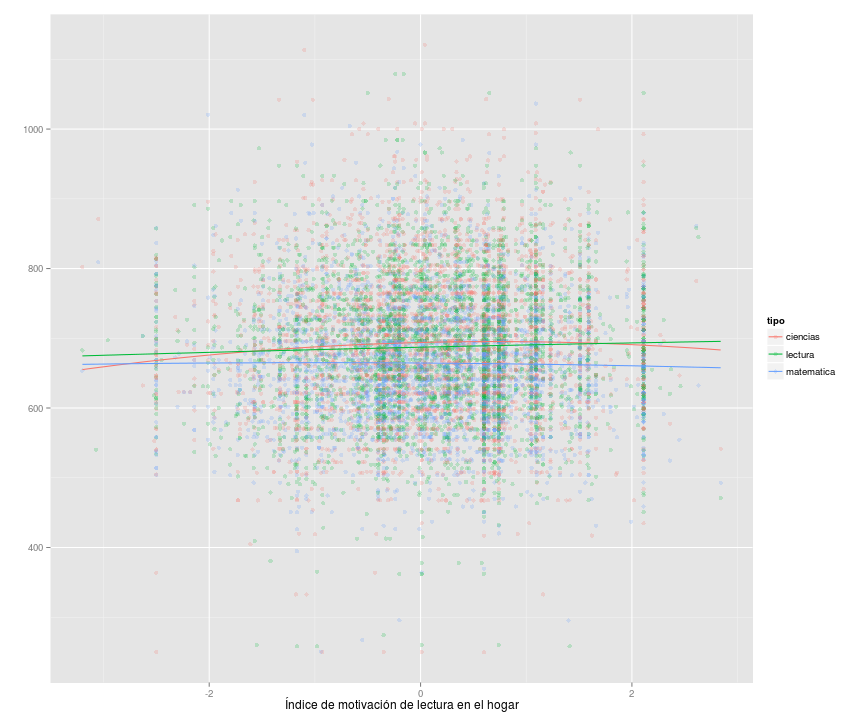 1000
800
600
400
-2
0
2
Índice de motivación de lectura en el hogar
tipo
ciencias
lectura
matematica